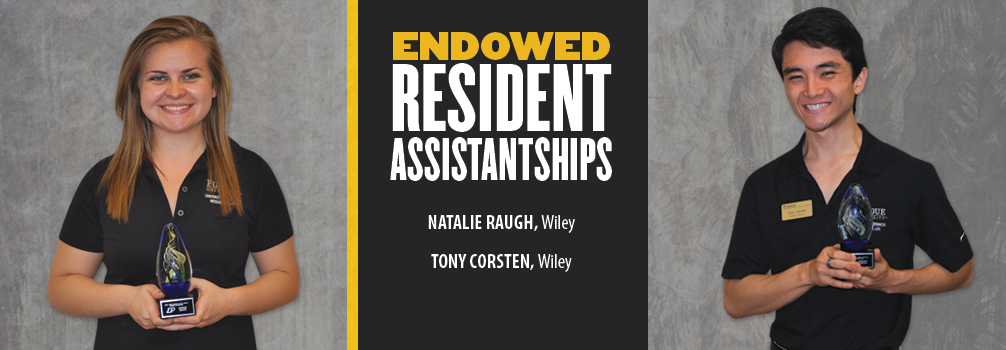 ENDOWED
RESIDENT
ASSISTANTSHIPS
NATALIE RAUGH, Wiley
TONY CORSTEN, Wiley